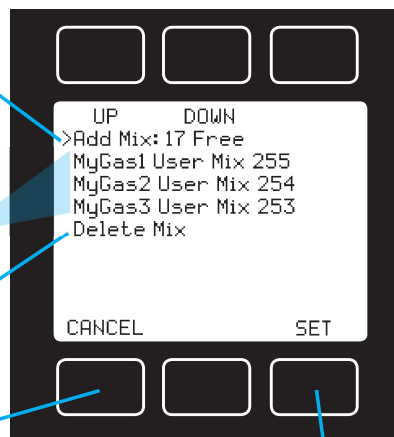 UP DOWN
>Add Mix: 17 Free
MyGas1 User Mix 255
MyGas2 User Mix 254
MyGas3 User Mix 253
Delete Mix
CANCEL SET